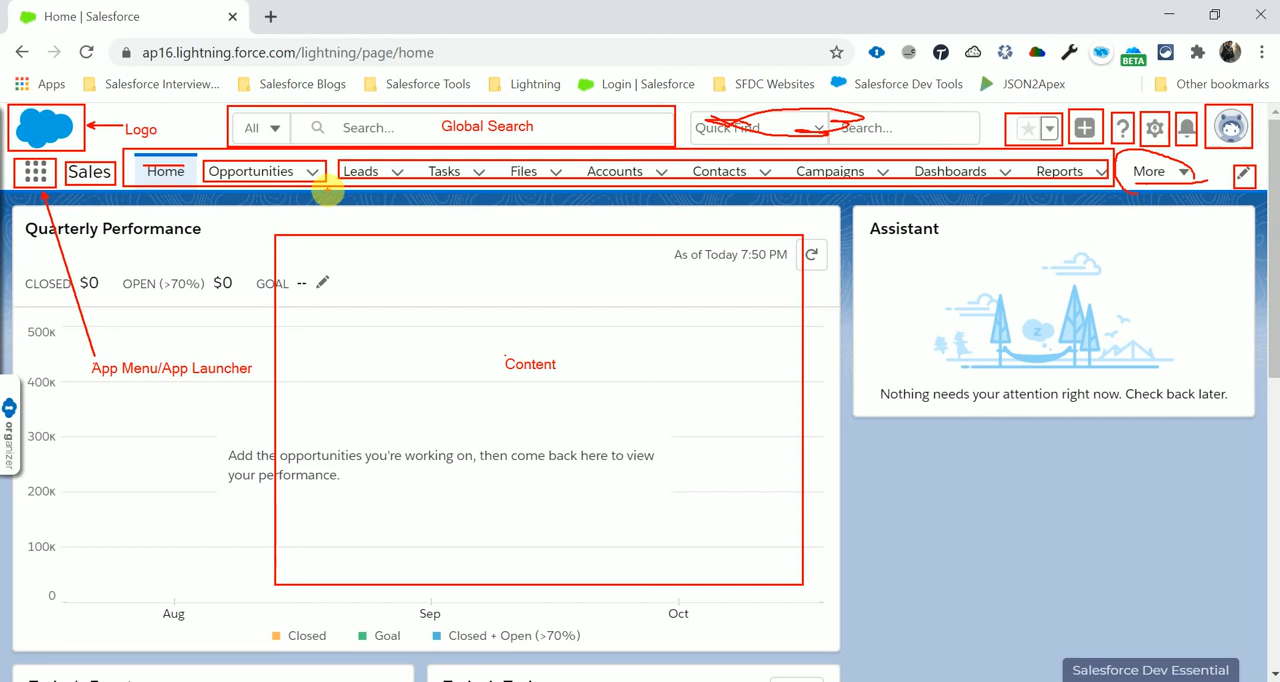 Home | Salesforce
ap16.lightning.force.com/lightning/page/home
BETA
Apps
Salesforce Interview...
Salesforce Blogs
Salesforce Tools
Lightning
Login | Salesforce
SFDC Websites
Salesforce Dev Tools
JSON2Apex
Other bookmarks
Logo
All
Search...
Global Search
Quick Find
Search...
Sales
Home
Opportunities
Leads
Tasks
Files
Accounts
Contacts
Campaigns
Dashboards
Reports
More
Quarterly Performance
As of Today 7:50 PM
CLOSED $0 OPEN (>70%) $0 GOAL --
500K
400K
300K
200K
100K
0
App Menu/App Launcher
Content
Add the opportunities you're working on, then come back here to view
your performance.
Aug
Sep
Oct
Closed
Goal
Closed + Open (>70%)
Assistant
z
Nothing needs your attention right now. Check back later.
organizer
Salesforce Dev Essential